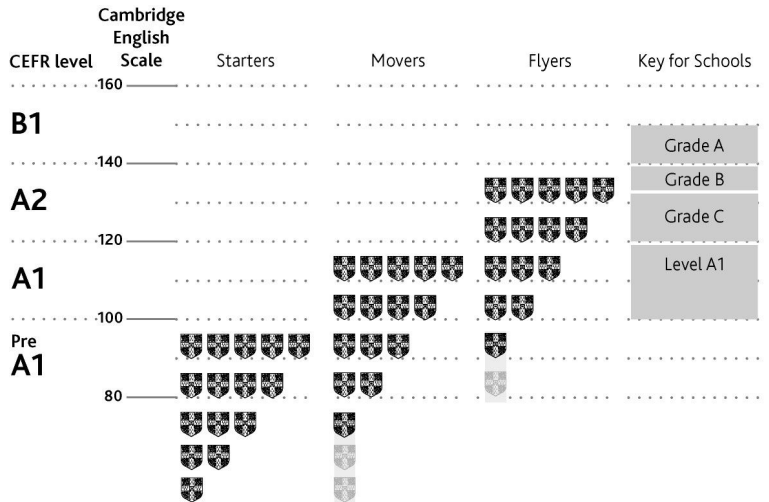 Cambridge
English
Scale
CEFR level
Starters
Movers
Flyers
Key for Schools
160
B1
Grade A
140
Grade B
A2
Grade C
120
A1
Level A1
100
Pre
A1
80